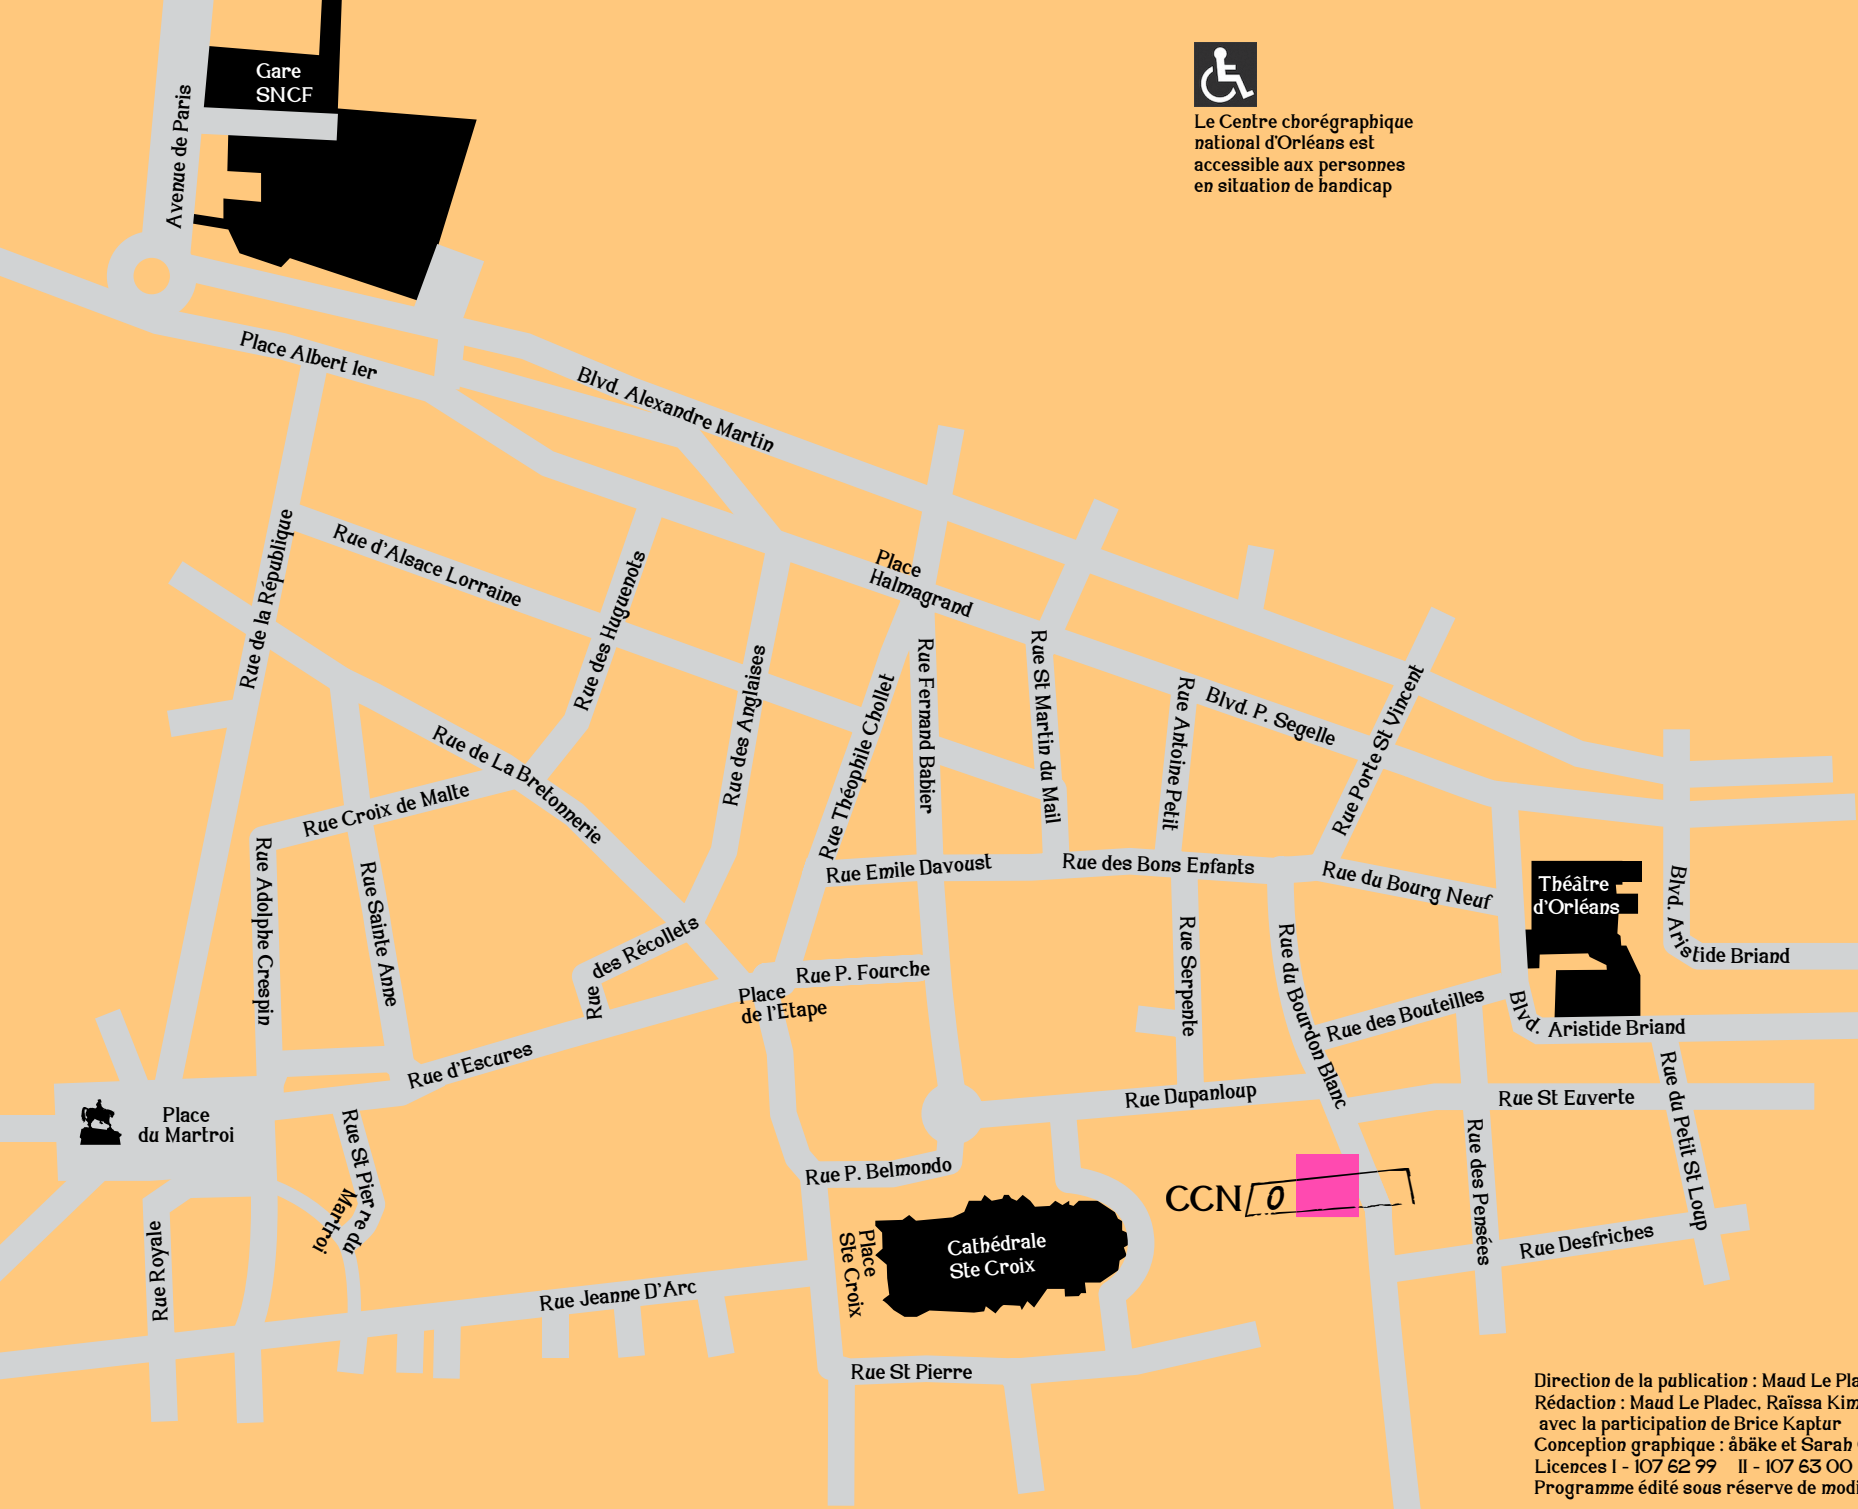 Gare
SNCF
Avenue de Paris
Le Centre chorégraphique
national d'Orléans est
accessible aux personnes
en situation de handicap
Place Albert 1er
Blvd. Alexandre Martin
Rue de la République
Rue d'Alsace Lorraine
Rue des Huguenots
Place
Halmagrand
Rue des Anglaises
Rue Théophile Chollet
Rue Fernand Babier
Rue St Martin du Mail
Rue Antoine Petit
Blvd. P. Segelle
Rue Porte St Vincent
Rue de La Bretonnerie
Rue Croix de Malte
Rue Adolphe Crespin
Rue Sainte Anne
Rue des Récollets
Rue Emile Davoust
Rue des Bons Enfants
Rue du Bourg Neuf
Théâtre
d'Orléans
Blvd. Aristide Briand
Rue P. Fourche
Place
de l'Etape
Rue Serpente
Rue du Bourdon Blanc
Rue des Bouteilles
Blvd. Aristide Briand
Rue d'Escures
Rue Dupanloup
Rue St Euverte
Rue du Petit St Loup
Place
du Martroi
Rue St Pierre du
Martroi
Rue P. Belmondo
CCN O
Rue des Pensées
Rue Desfriches
Rue Royale
Place
Ste Croix
Cathédrale
Ste Croix
Rue Jeanne D'Arc
Rue St Pierre
Direction de la publication : Maud Le Pla
Rédaction : Maud Le Pladec, Raïssa Kim
avec la participation de Brice Kaptur
Conception graphique : åbäke et Sarah
Licences I - 107 62 99 II - 107 63 00
Programme édité sous réserve de modi